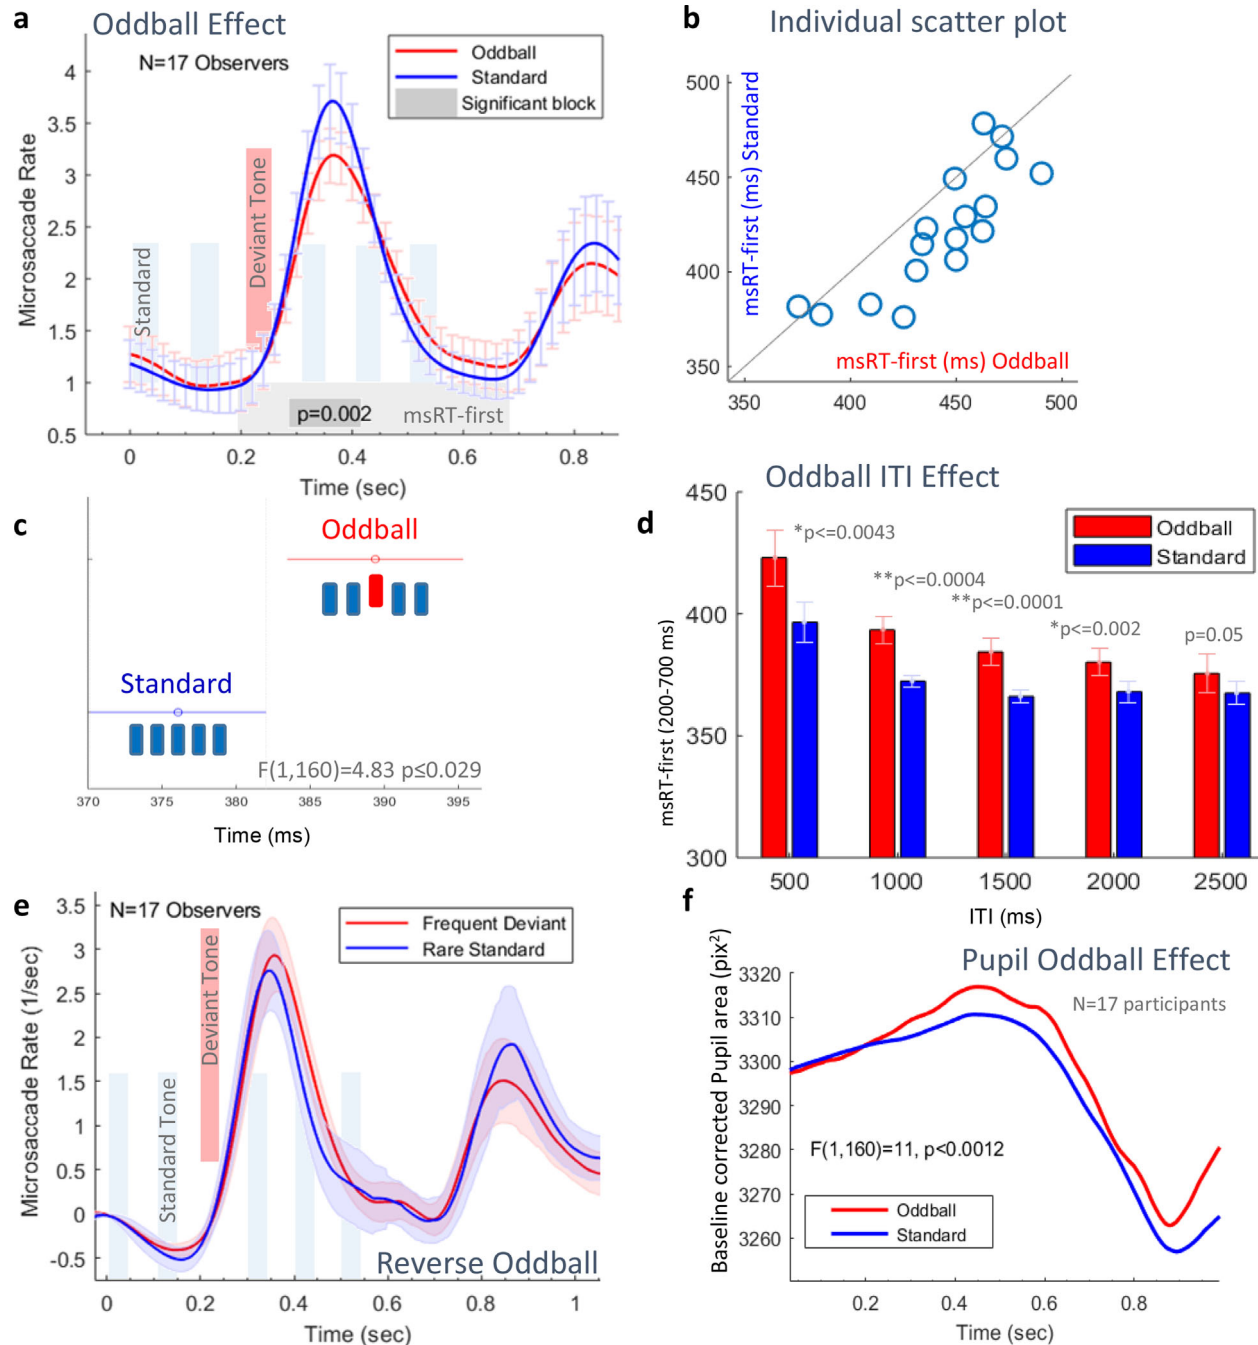 a
Oddball Effect
N=17 Observers
Oddball
Standard
Significant block
Microsaccade Rate
4
3.5
3
2.5
2
1.5
1
0.5
Standard
Deviant Tone
p=0.002
msRT-first
0
0.2
0.4
0.6
0.8
Time (sec)
b
Individual scatter plot
msRT-first (ms) Standard
500
450
400
350
msRT-first (ms) Oddball
350
400
450
500
c
Oddball
Standard
F(1,160)=4.83 p≤0.029
370
375
380
385
390
395
Time (ms)
d
Oddball ITI Effect
Oddball
Standard
msRT-first (200-700 ms)
450
400
350
300
*p<=0.0043
**p<=0.0004
**p<=0.0001
*p<=0.002
p=0.05
500
1000
1500
2000
2500
ITI (ms)
e
N=17 Observers
Frequent Deviant
Rare Standard
Microsaccade Rate (1/sec)
3.5
3
2.5
2
1.5
1
0.5
0
-0.5
Standard Tone
Deviant Tone
Reverse Oddball
0
0.2
0.4
0.6
0.8
1
Time (sec)
f
Pupil Oddball Effect
N=17 participants
Baseline corrected Pupil area (pix²)
3320
3310
3300
3290
3280
3270
3260
F(1,160)=11, p<0.0012
Oddball
Standard
0.2
0.4
0.6
0.8
Time (sec)